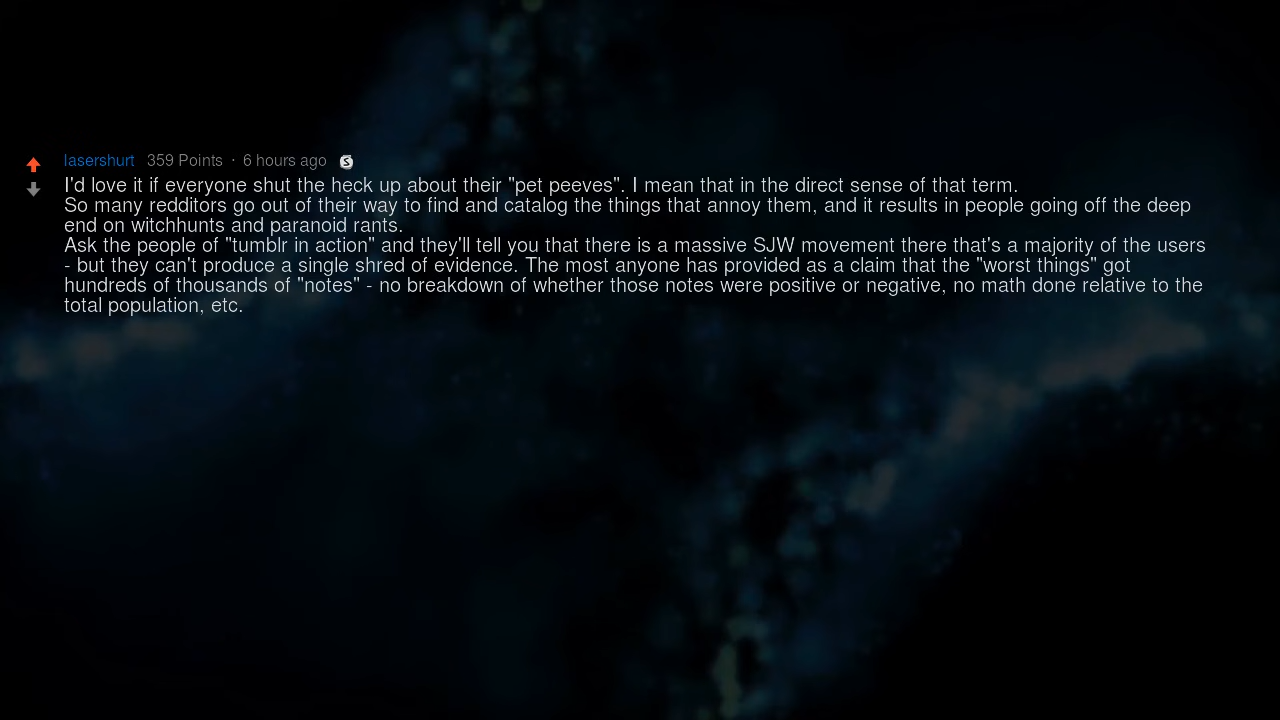 lasershurt 359 Points · 6 hours ago
I'd love it if everyone shut the heck up about their "pet peeves". I mean that in the direct sense of that term.
So many redditors go out of their way to find and catalog the things that annoy them, and it results in people going off the deep
end on witchhunts and paranoid rants.
Ask the people of "tumblr in action" and they'll tell you that there is a massive SJW movement there that's a majority of the users
- but they can't produce a single shred of evidence. The most anyone has provided as a claim that the "worst things" got
hundreds of thousands of "notes" - no breakdown of whether those notes were positive or negative, no math done relative to the
total population, etc.